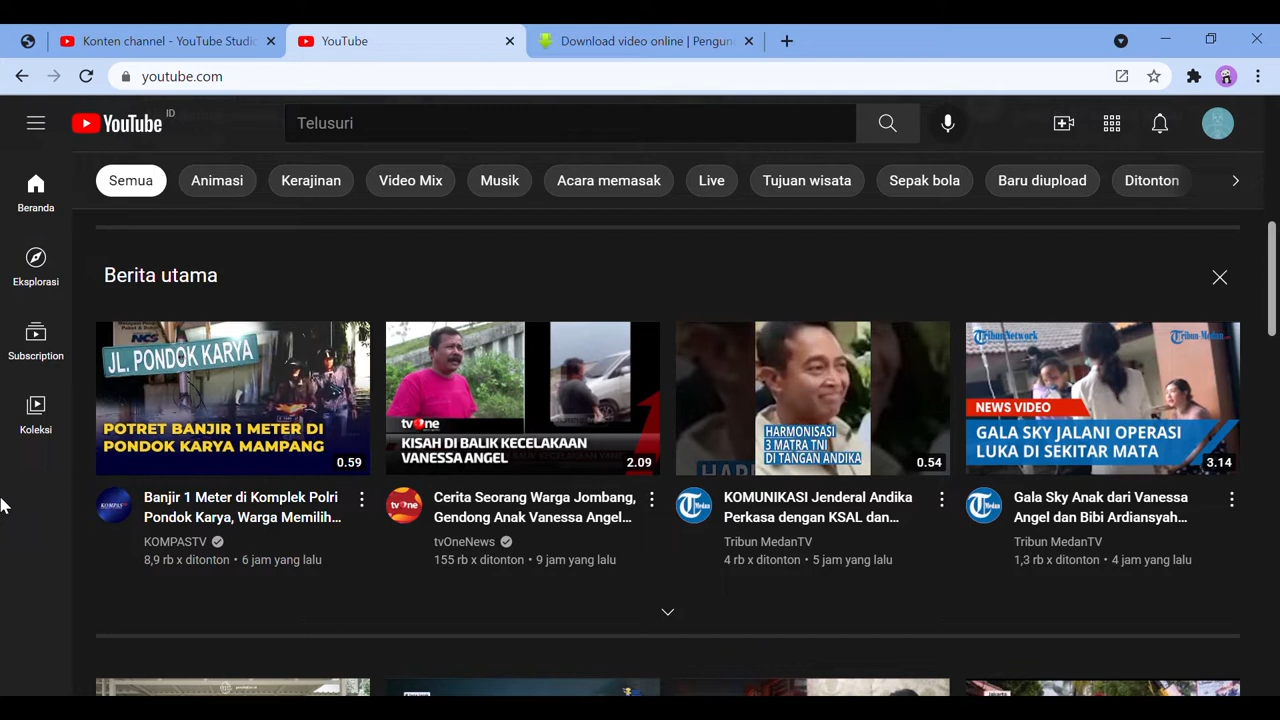 Konten channel - YouTube Studio
YouTube
Download video online | Pengun
youtube.com
YouTube
ID
Telusuri
Semua
Animasi
Kerajinan
Video Mix
Musik
Acara memasak
Live
Tujuan wisata
Sepak bola
Baru diupload
Ditonton
Beranda
Eksplorasi
Subscription
Koleksi
Berita utama
NCS
JL. PONDOK KARYA
POTRET BANJIR 1 METER DI
PONDOK KARYA MAMPANG
0.59
tvOne
KISAH DI BALIK KECELAKAAN
VANESSA ANGEL
2.09
HARMONISASI
3 MATRA TNI
DI TANGAN ANDIKA
0.54
TribunNetwork
Tribun-Medan
NEWS VIDEO
GALA SKY JALANI OPERASI
LUKA DI SEKITAR MATA
3.14
Banjir 1 Meter di Komplek Polri
Pondok Karya, Warga Memilih...
KOMPASTV
8,9 rb x ditonton • 6 jam yang lalu
Cerita Seorang Warga Jombang,
Gendong Anak Vanessa Angel...
tvOneNews
155 rb x ditonton • 9 jam yang lalu
KOMUNIKASI Jenderal Andika
Perkasa dengan KSAL dan...
Tribun MedanTV
4 rb x ditonton • 5 jam yang lalu
Gala Sky Anak dari Vanessa
Angel dan Bibi Ardiansyah...
Tribun MedanTV
1,3 rb x ditonton • 4 jam yang lalu